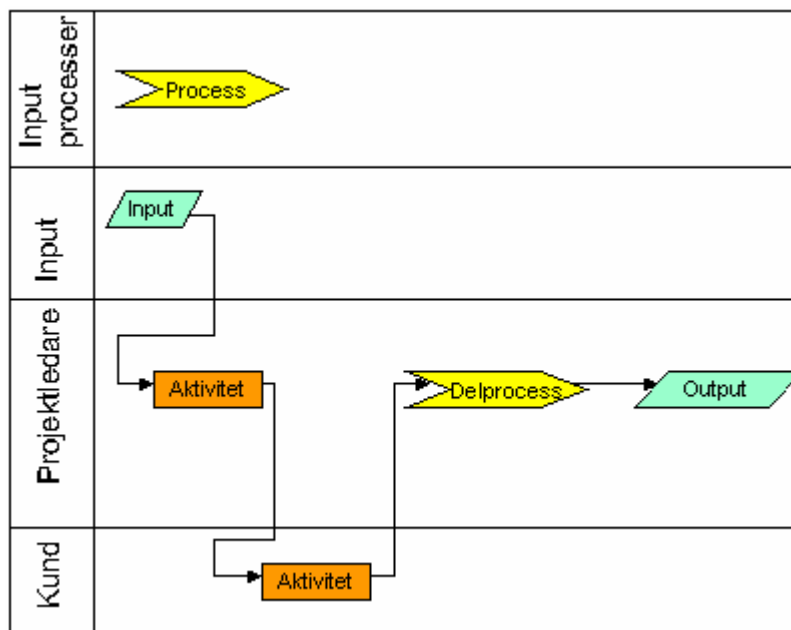 Input
processer
Process
Input
Input
Projektledare
Aktivitet
Delprocess
Output
Kund
Aktivitet